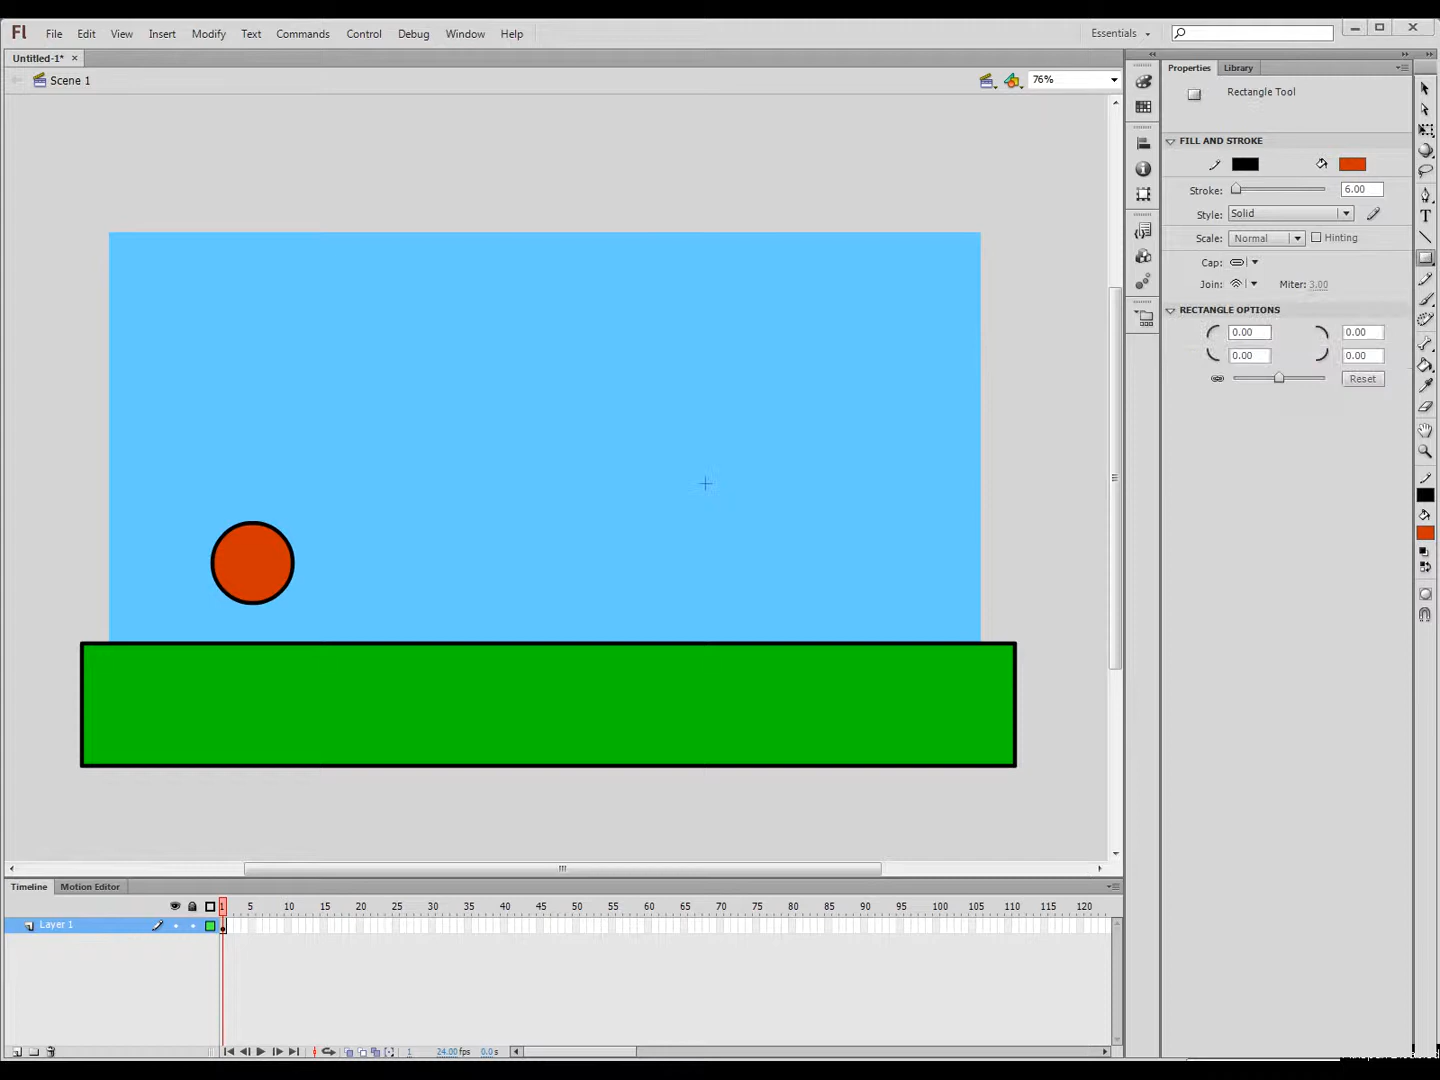 Fl File Edit View Insert Modify Text Commands Control Debug Window Help Essentials
Untitled-1*
Scene 1
76%
Properties Library
Rectangle Tool
FILL AND STROKE
Stroke: 6.00
Style: Solid
Scale: Normal Hinting
Cap:
Join: Miter: 3.00
RECTANGLE OPTIONS
0.00 0.00
0.00 0.00
Reset
T
Timeline Motion Editor
1 5 10 15 20 25 30 35 40 45 50 55 60 65 70 75 80 85 90 95 100 105 110 115 120
Layer 1
1 24.00 fps 0.0 s